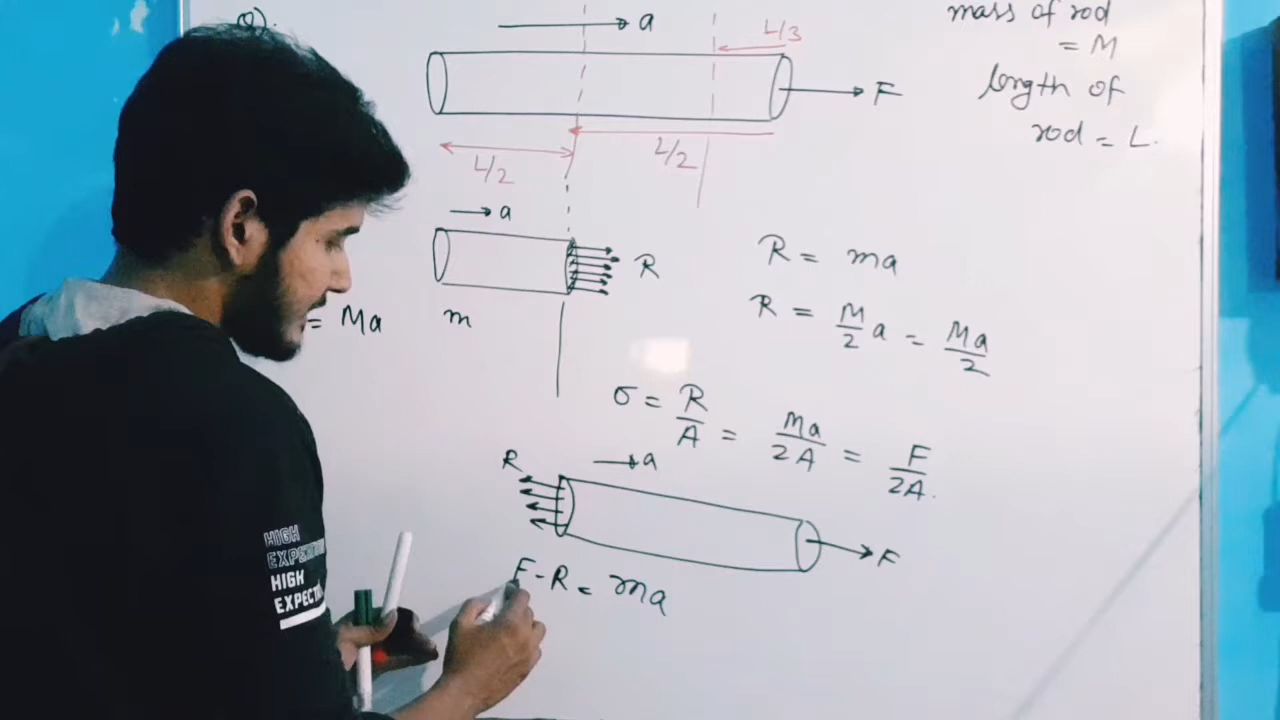 Q).
a
L/3
F
mass of rod
= M
length of
rod = L.
L/2
L/2
a
R
m
= Ma
R = ma
R = M/2 a = Ma/2
σ = R/A = Ma/2A = F/2A.
R
a
F
F-R = ma
HIGH
EXPE
HIGH
EXPECT